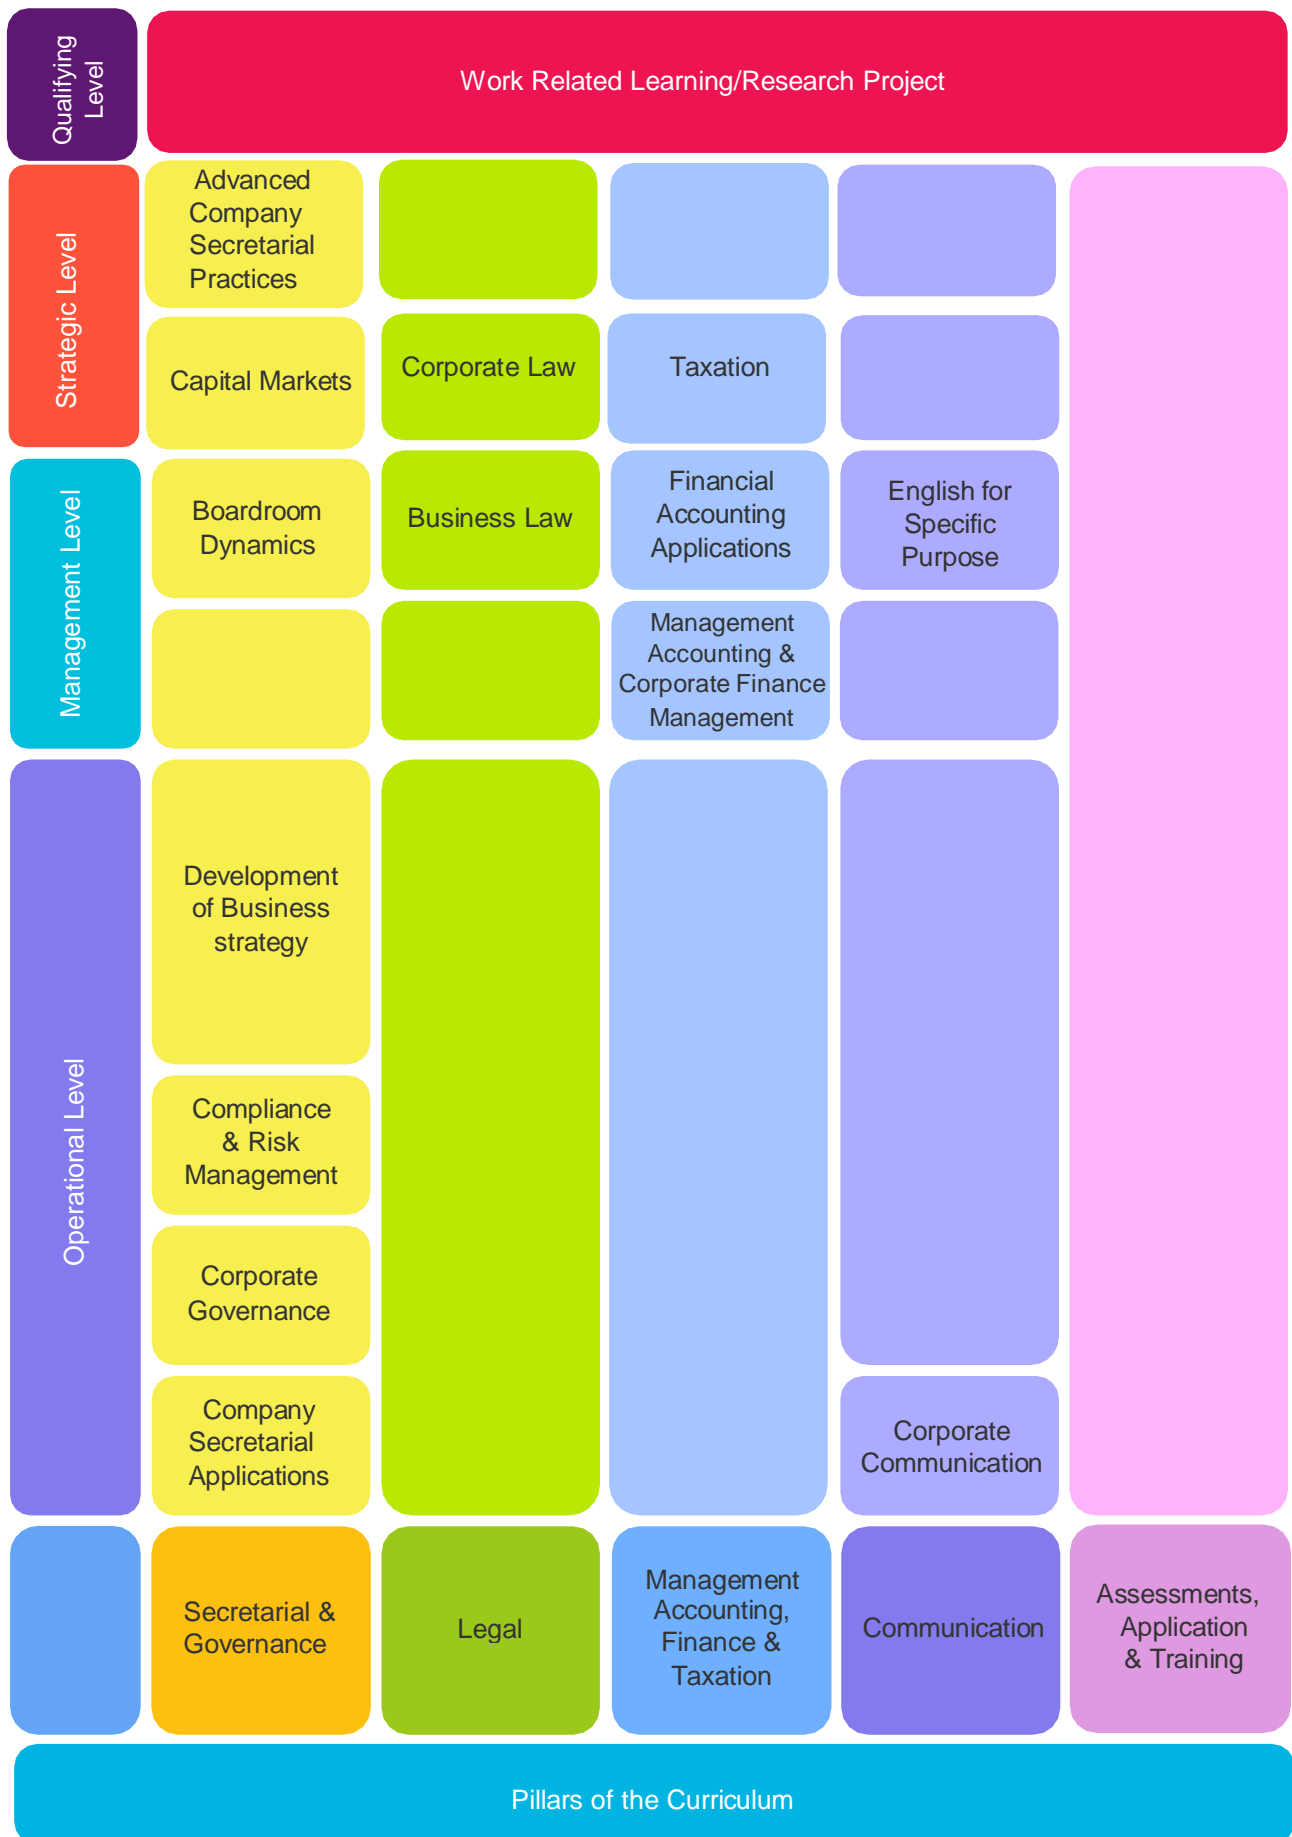 Qualifying
Level
Work Related Learning/Research Project
Strategic Level
Advanced
Company
Secretarial
Practices
Capital Markets
Corporate Law
Taxation
Management Level
Boardroom
Dynamics
Business Law
Financial
Accounting
Applications
English for
Specific
Purpose
Management
Accounting &
Corporate Finance
Management
Operational Level
Development
of Business
strategy
Compliance
& Risk
Management
Corporate
Governance
Company
Secretarial
Applications
Corporate
Communication
Secretarial &
Governance
Legal
Management
Accounting,
Finance &
Taxation
Communication
Assessments,
Application
& Training
Pillars of the Curriculum